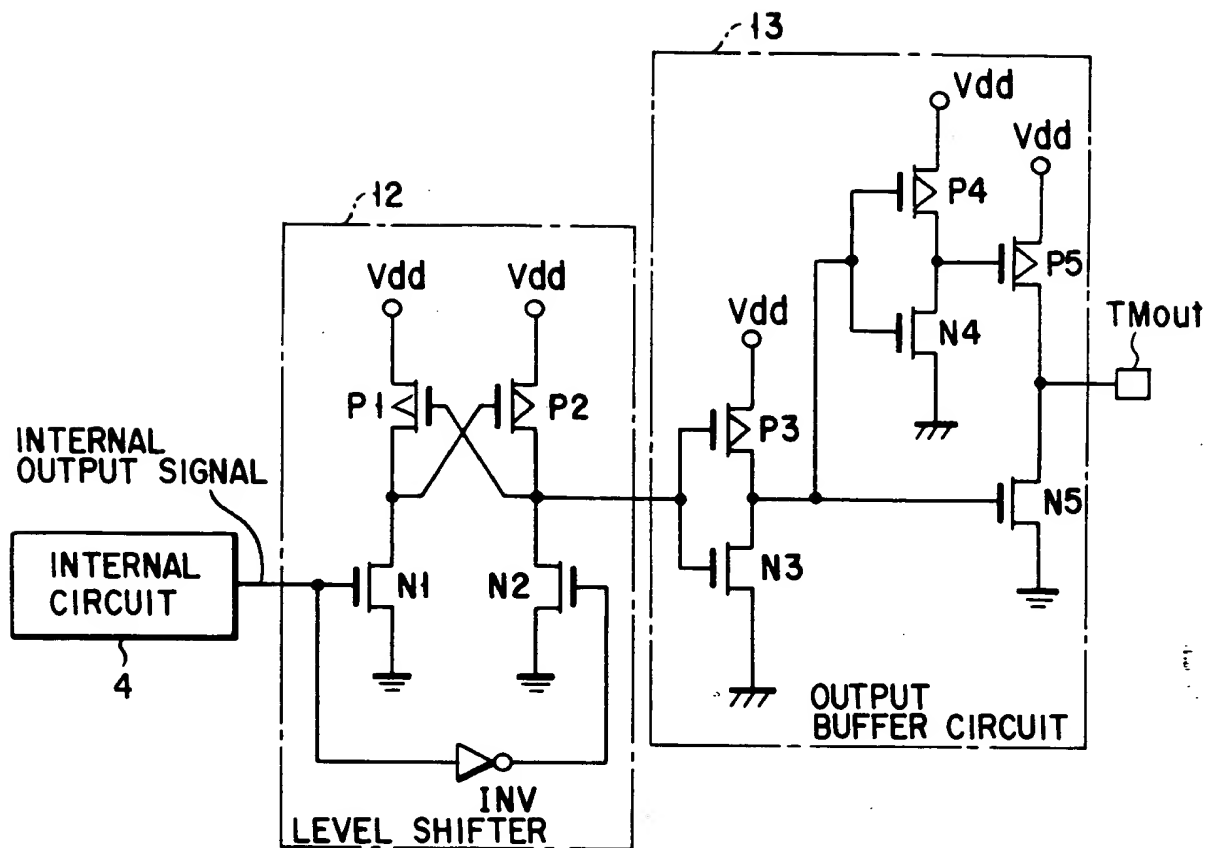 13
Vdd
Vdd
P4
12
P5
Vdd
Vdd
TMout
Vdd
N4
P1
P2
P3
INTERNAL
OUTPUT SIGNAL
N5
INTERNAL
CIRCUIT
N1
N2
N3
4
OUTPUT
BUFFER CIRCUIT
INV
LEVEL SHIFTER